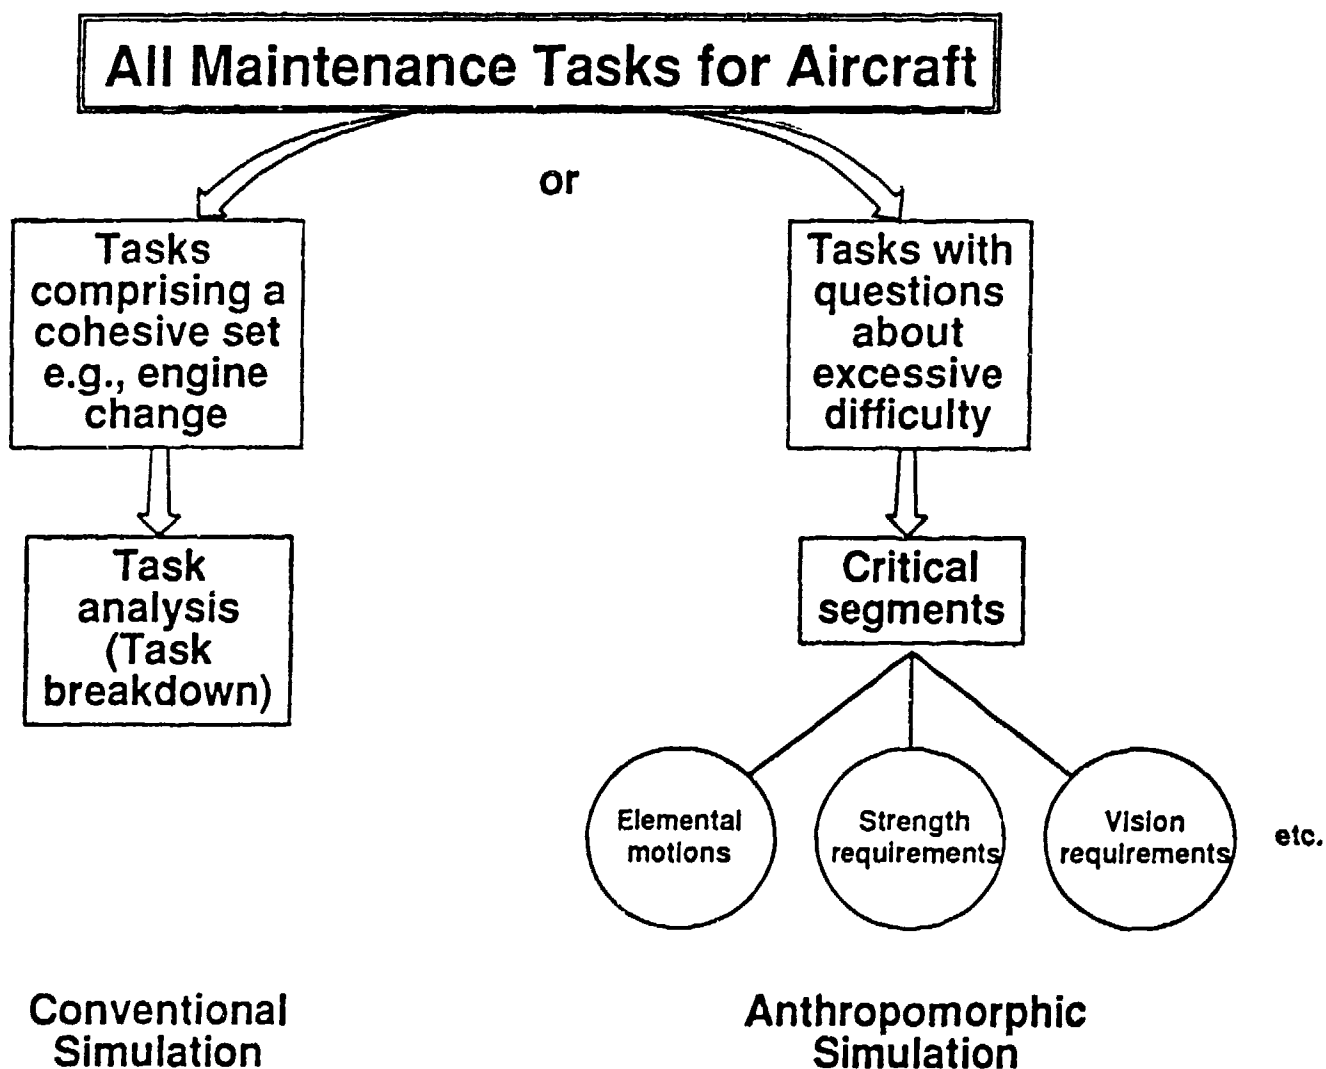 All Maintenance Tasks for Aircraft
or
Tasks
comprising a
cohesive set
e.g., engine
change
Tasks with
questions
about
excessive
difficulty
Task
analysis
(Task
breakdown)
Critical
segments
Elemental
motions
Strength
requirements
Vision
requirements
etc.
Conventional
Simulation
Anthropomorphic
Simulation